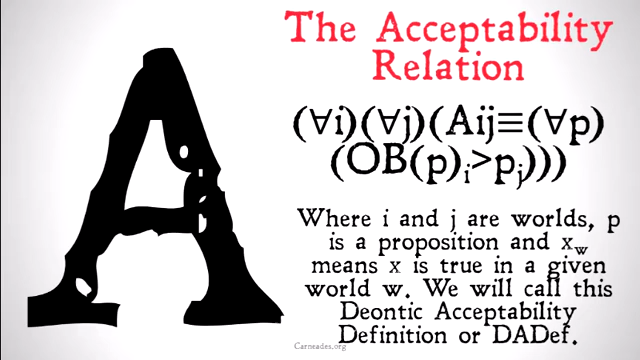 The Acceptability
Relation
(∀i)(∀j)(Aij≡(∀p)
(OB(p)ᵢ>pⱼ)))
Where i and j are worlds, p
is a proposition and x_w
means x is true in a given
world w. We will call this
Deontic Acceptability
Definition or DADef.
Carneades.org
A